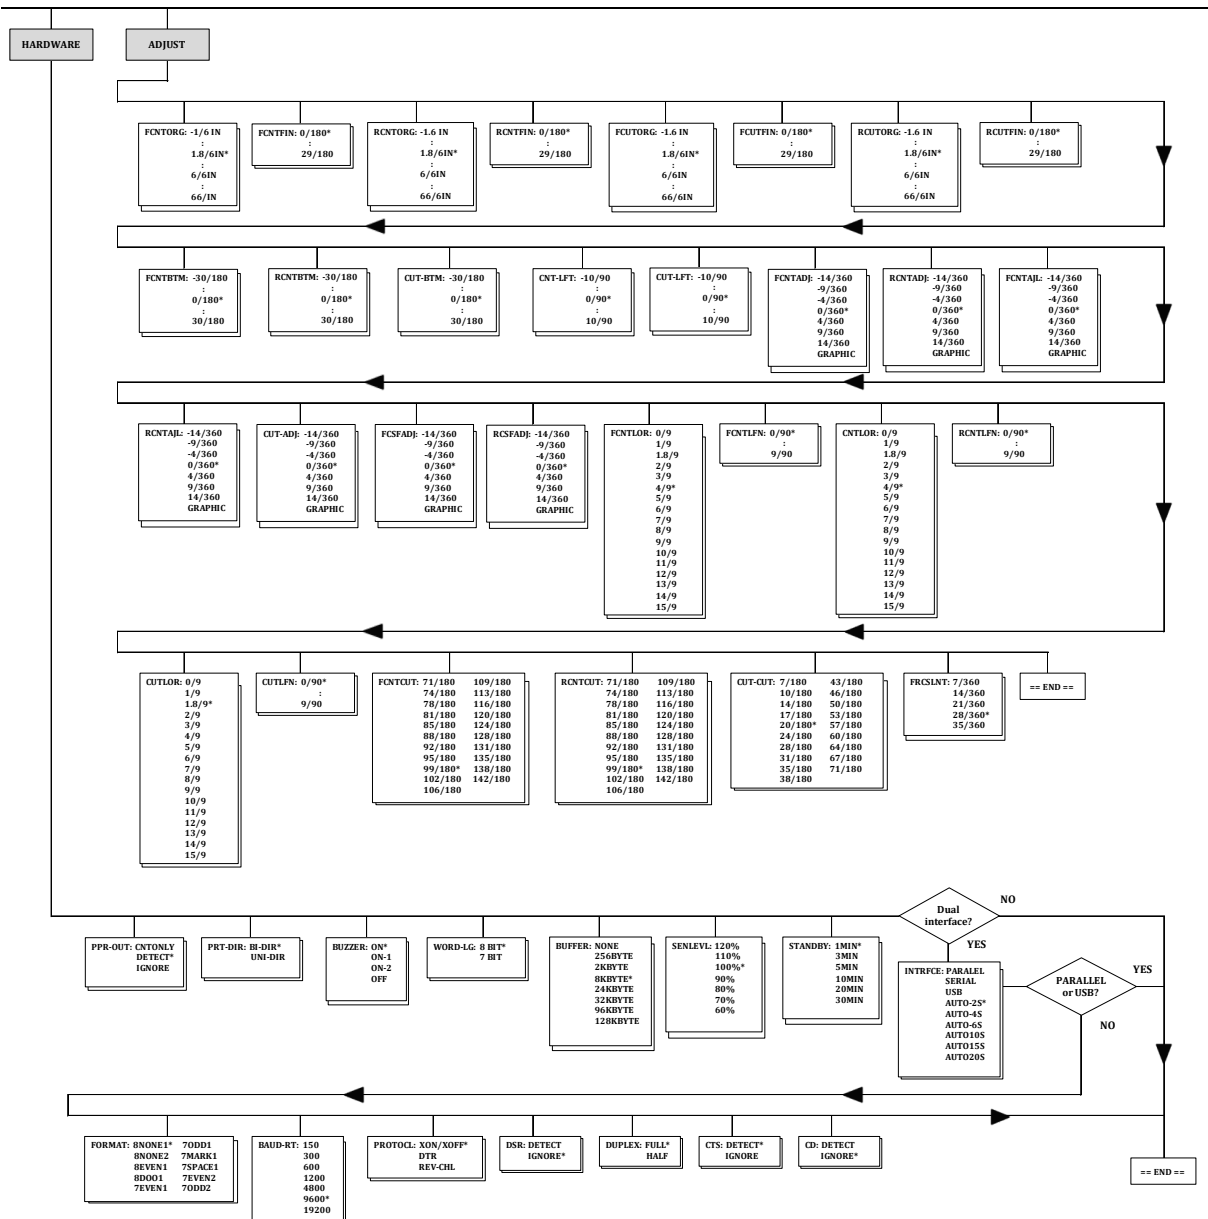 HARDWARE
ADJUST
FCNTORG: -1/6 IN
:
1.8/6IN*
:
6/6IN
:
66/IN
FCNTFIN: 0/180*
:
29/180
RCNTORG: -1.6 IN
:
1.8/6IN*
:
6/6IN
:
66/6IN
RCNTFIN: 0/180*
:
29/180
FCUTORG: -1.6 IN
:
1.8/6IN*
:
6/6IN
:
66/6IN
FCUTFIN: 0/180*
:
29/180
RCUTORG: -1.6 IN
:
1.8/6IN*
:
6/6IN
:
66/6IN
RCUTFIN: 0/180*
:
29/180
FCNTBTM: -30/180
:
0/180*
:
30/180
RCNTBTM: -30/180
:
0/180*
:
30/180
CUT-BTM: -30/180
:
0/180*
:
30/180
CNT-LFT: -10/90
:
0/90*
:
10/90
CUT-LFT: -10/90
:
0/90*
:
10/90
FCNTADJ: -14/360
-9/360
-4/360
0/360*
4/360
9/360
14/360
GRAPHIC
RCNTADJ: -14/360
-9/360
-4/360
0/360*
4/360
9/360
14/360
GRAPHIC
FCNTAJL: -14/360
-9/360
-4/360
0/360*
4/360
9/360
14/360
GRAPHIC
RCNTAJL: -14/360
-9/360
-4/360
0/360*
4/360
9/360
14/360
GRAPHIC
CUT-ADJ: -14/360
-9/360
-4/360
0/360*
4/360
9/360
14/360
GRAPHIC
FCSFADJ: -14/360
-9/360
-4/360
0/360*
4/360
9/360
14/360
GRAPHIC
RCSFADJ: -14/360
-9/360
-4/360
0/360*
4/360
9/360
14/360
GRAPHIC
FCNTLOR: 0/9
1/9
1.8/9
2/9
3/9
4/9*
5/9
6/9
7/9
8/9
9/9
10/9
11/9
12/9
13/9
14/9
15/9
FCNTLFN: 0/90*
:
9/90
CNTLOR: 0/9
1/9
1.8/9
2/9
3/9
4/9*
5/9
6/9
7/9
8/9
9/9
10/9
11/9
12/9
13/9
14/9
15/9
RCNTLFN: 0/90*
:
9/90
CUTLOR: 0/9
1/9
1.8/9*
2/9
3/9
4/9
5/9
6/9
7/9
8/9
9/9
10/9
11/9
12/9
13/9
14/9
15/9
CUTLFN: 0/90*
:
9/90
FCNTCUT: 71/180 109/180
74/180 113/180
78/180 116/180
81/180 120/180
85/180 124/180
88/180 128/180
92/180 131/180
95/180 135/180
99/180* 138/180
102/180 142/180
106/180
RCNTCUT: 71/180 109/180
74/180 113/180
78/180 116/180
81/180 120/180
85/180 124/180
88/180 128/180
92/180 131/180
95/180 135/180
99/180* 138/180
102/180 142/180
106/180
CUT-CUT: 7/180 43/180
10/180 46/180
14/180 50/180
17/180 53/180
20/180* 57/180
24/180 60/180
28/180 64/180
31/180 67/180
35/180 71/180
38/180
FRCSLNT: 7/360
14/360
21/360
28/360*
35/360
== END ==
PPR-OUT: CNTONLY
DETECT*
IGNORE
PRT-DIR: BI-DIR*
UNI-DIR
BUZZER: ON*
ON-1
ON-2
OFF
WORD-LG: 8 BIT*
7 BIT
BUFFER: NONE
256BYTE
2KBYTE
8KBYTE*
24KBYTE
32KBYTE
96KBYTE
128KBYTE
SENLEVL: 120%
110%
100%*
90%
80%
70%
60%
STANDBY: 1MIN*
3MIN
5MIN
10MIN
20MIN
30MIN
Dual
interface?
NO
YES
INTRFCE: PARALEL
SERIAL
USB
AUTO-2S*
AUTO-4S
AUTO-6S
AUTO10S
AUTO15S
AUTO20S
PARALLEL
or USB?
YES
NO
FORMAT: 8NONE1* 7ODD1
8NONE2 7MARK1
8EVEN1 7SPACE1
8DOO1 7EVEN2
7EVEN1 7ODD2
BAUD-RT: 150
300
600
1200
4800
9600*
19200
PROTOCL: XON/XOFF*
DTR
REV-CHL
DSR: DETECT
IGNORE*
DUPLEX: FULL*
HALF
CTS: DETECT*
IGNORE
CD: DETECT
IGNORE*
== END ==